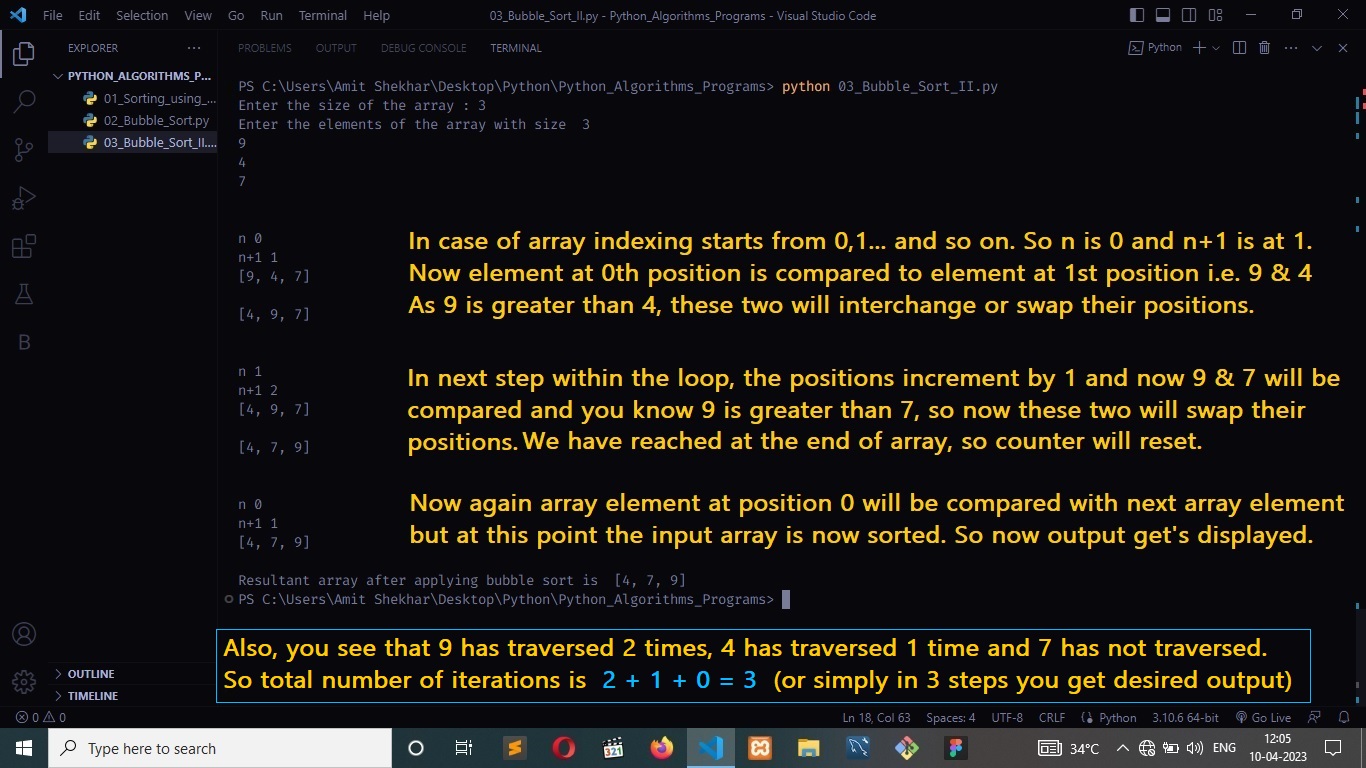 File Edit Selection View Go Run Terminal Help 03_Bubble_Sort_II.py - Python_Algorithms_Programs - Visual Studio Code
EXPLORER ... PROBLEMS OUTPUT DEBUG CONSOLE TERMINAL Python
PYTHON_ALGORITHMS_P...
01_Sorting_using_...
02_Bubble_Sort.py
03_Bubble_Sort_II....
PS C:\Users\Amit Shekhar\Desktop\Python\Python_Algorithms_Programs> python 03_Bubble_Sort_II.py
Enter the size of the array : 3
Enter the elements of the array with size  3
9
4
7
n 0
n+1 1
[9, 4, 7]
[4, 9, 7]
In case of array indexing starts from 0,1... and so on. So n is 0 and n+1 is at 1.
Now element at 0th position is compared to element at 1st position i.e. 9 & 4
As 9 is greater than 4, these two will interchange or swap their positions.
n 1
n+1 2
[4, 9, 7]
[4, 7, 9]
In next step within the loop, the positions increment by 1 and now 9 & 7 will be
compared and you know 9 is greater than 7, so now these two will swap their
positions. We have reached at the end of array, so counter will reset.
n 0
n+1 1
[4, 7, 9]
Now again array element at position 0 will be compared with next array element
but at this point the input array is now sorted. So now output get's displayed.
Resultant array after applying bubble sort is  [4, 7, 9]
PS C:\Users\Amit Shekhar\Desktop\Python\Python_Algorithms_Programs>
Also, you see that 9 has traversed 2 times, 4 has traversed 1 time and 7 has not traversed.
So total number of iterations is 2 + 1 + 0 = 3 (or simply in 3 steps you get desired output)
B
OUTLINE
TIMELINE
0 0 Ln 18, Col 63 Spaces: 4 UTF-8 CRLF Python 3.10.6 64-bit Go Live
Type here to search 321 34°C ENG 12:05
10-04-2023